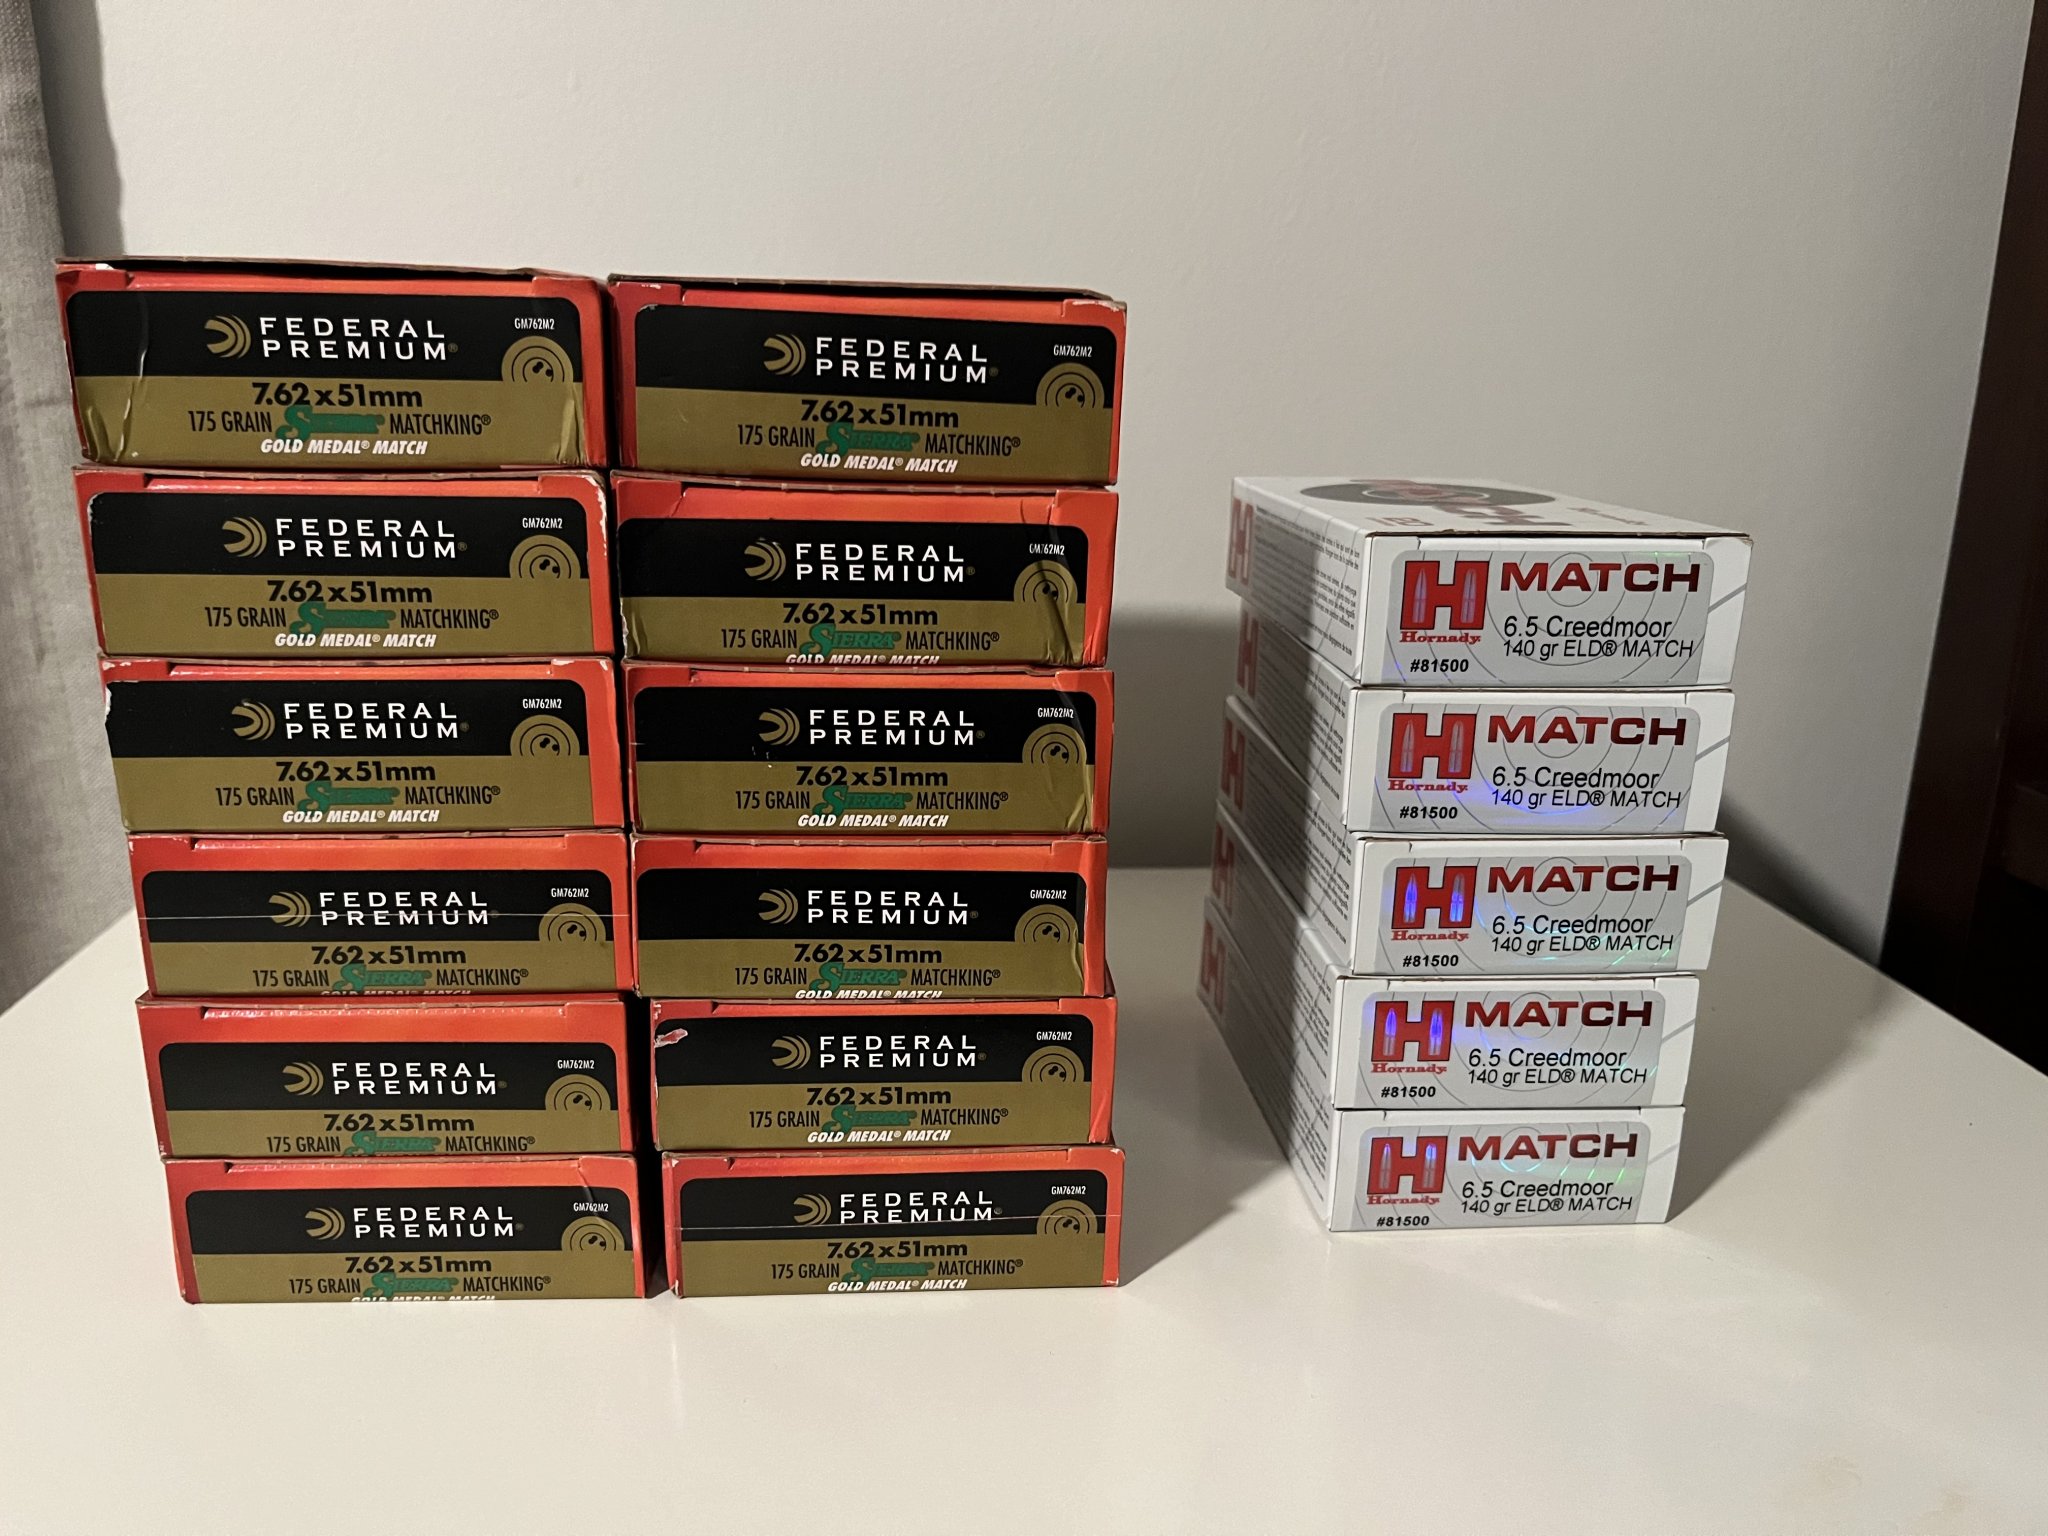 FEDERAL
PREMIUM®
GM762M2
7.62x51mm
175 GRAIN SIERRA® MATCHKING®
GOLD MEDAL® MATCH
FEDERAL
PREMIUM®
GM762M2
7.62x51mm
175 GRAIN SIERRA® MATCHKING®
GOLD MEDAL® MATCH
FEDERAL
PREMIUM®
GM762M2
7.62x51mm
175 GRAIN SIERRA® MATCHKING®
GOLD MEDAL® MATCH
FEDERAL
PREMIUM®
GM762M2
7.62x51mm
175 GRAIN SIERRA® MATCHKING®
GOLD MEDAL® MATCH
FEDERAL
PREMIUM®
GM762M2
7.62x51mm
175 GRAIN SIERRA® MATCHKING®
FEDERAL
PREMIUM®
GM762M2
7.62x51mm
175 GRAIN SIERRA® MATCHKING®
GOLD MEDAL® MATCH
FEDERAL
PREMIUM®
GM762M2
7.62x51mm
175 GRAIN SIERRA® MATCHKING®
GOLD MEDAL® MATCH
FEDERAL
PREMIUM®
GM762M2
7.62x51mm
175 GRAIN SIERRA® MATCHKING®
GOLD MEDAL® MATCH
FEDERAL
PREMIUM®
GM762M2
7.62x51mm
175 GRAIN SIERRA® MATCHKING®
GOLD MEDAL® MATCH
FEDERAL
PREMIUM®
GM762M2
7.62x51mm
175 GRAIN SIERRA® MATCHKING®
GOLD MEDAL® MATCH
FEDERAL
PREMIUM®
GM762M2
7.62x51mm
175 GRAIN SIERRA® MATCHKING®
GOLD MEDAL® MATCH
FEDERAL
PREMIUM®
GM762M2
7.62x51mm
175 GRAIN SIERRA® MATCHKING®
GOLD MEDAL® MATCH
H MATCH
Hornady
6.5 Creedmoor
140 gr ELD® MATCH
#81500
H MATCH
Hornady
6.5 Creedmoor
140 gr ELD® MATCH
#81500
H MATCH
Hornady
6.5 Creedmoor
140 gr ELD® MATCH
#81500
H MATCH
Hornady
6.5 Creedmoor
140 gr ELD® MATCH
#81500
H MATCH
Hornady
6.5 Creedmoor
140 gr ELD® MATCH
#81500